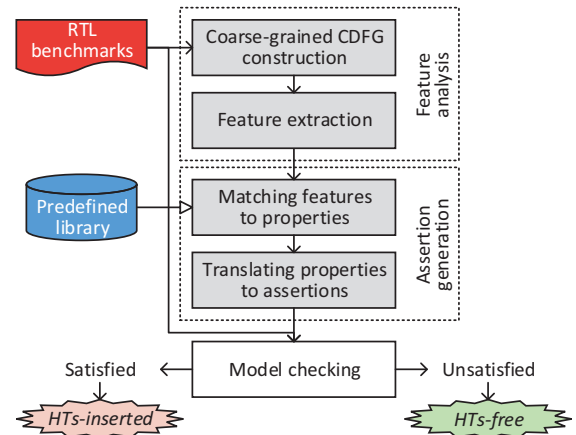 RTL
benchmarks
Coarse-grained CDFG
construction
Feature extraction
Feature
analysis
Predefined
library
Matching features
to properties
Translating properties
to assertions
Assertion
generation
Satisfied
Model checking
Unsatisfied
HTs-inserted
HTs-free